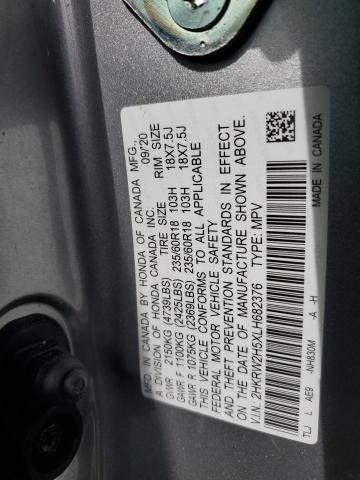 MFD. IN CANADA BY HONDA OF CANADA MFG.,
A DIVISION OF HONDA CANADA INC. 09/20
TIRE SIZE RIM SIZE
GVWR 2150KG (4739LBS)
GAWR F 1100KG (2425LBS) 235/60R18 103H 18X7.5J
GAWR R 1075KG (2369LBS) 235/60R18 103H 18X7.5J
THIS VEHICLE CONFORMS TO ALL APPLICABLE
FEDERAL MOTOR VEHICLE SAFETY AND
THEFT PREVENTION STANDARDS IN EFFECT
ON THE DATE OF MANUFACTURE SHOWN ABOVE.
V.I.N.: 2HKRW2H5XLH682376 TYPE: MPV
TLJ L AE9 -NH830M -A -H MADE IN CANADA